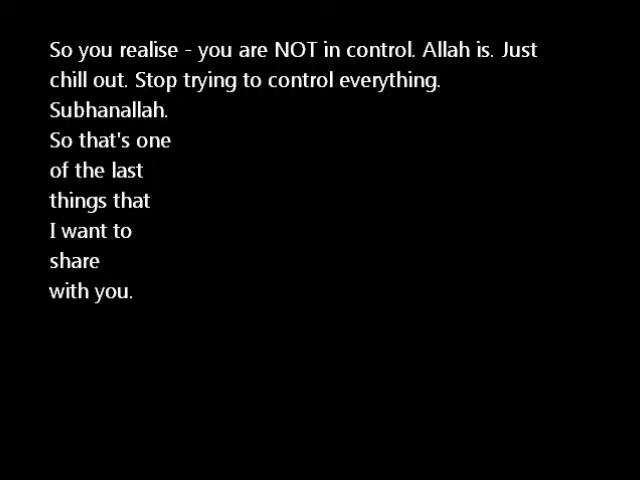 So you realise - you are NOT in control. Allah is. Just
chill out. Stop trying to control everything.
Subhanallah.
So that's one
of the last
things that
I want to
share
with you.